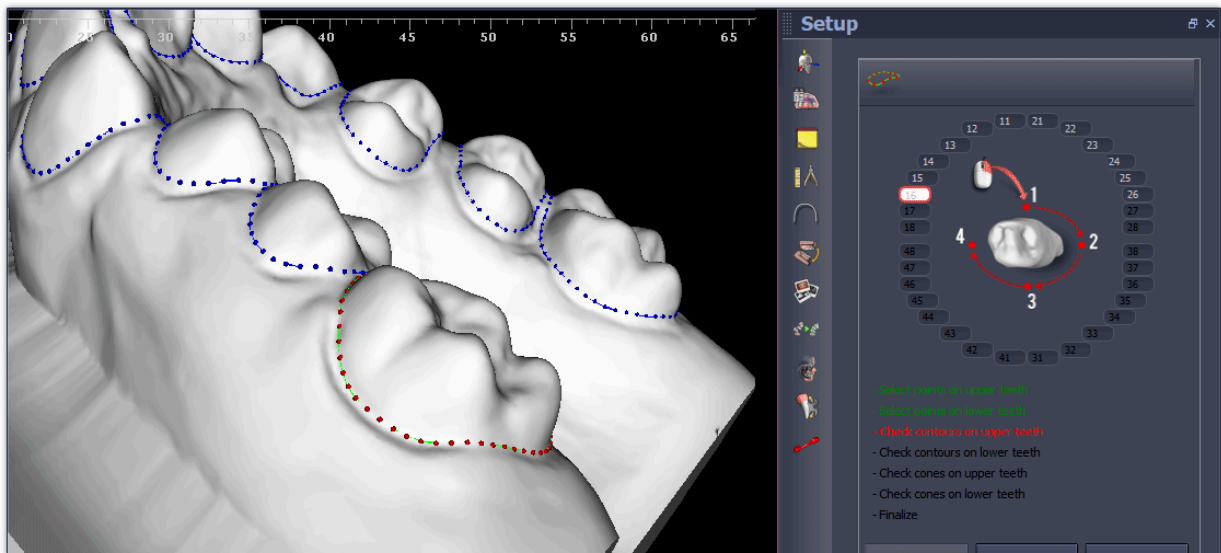 25 30 35 40 45 50 55 60 65
Setup
11 21
12 22
13 23
14 24
15 25
16 26
17 27
18 28
1
2
3
4
48 38
47 37
46 36
45 35
44 34
43 33
42 32
41 31
- Select points on upper teeth
- Select points on lower teeth
- Check contours on upper teeth
- Check contours on lower teeth
- Check cones on upper teeth
- Check cones on lower teeth
- Finalize